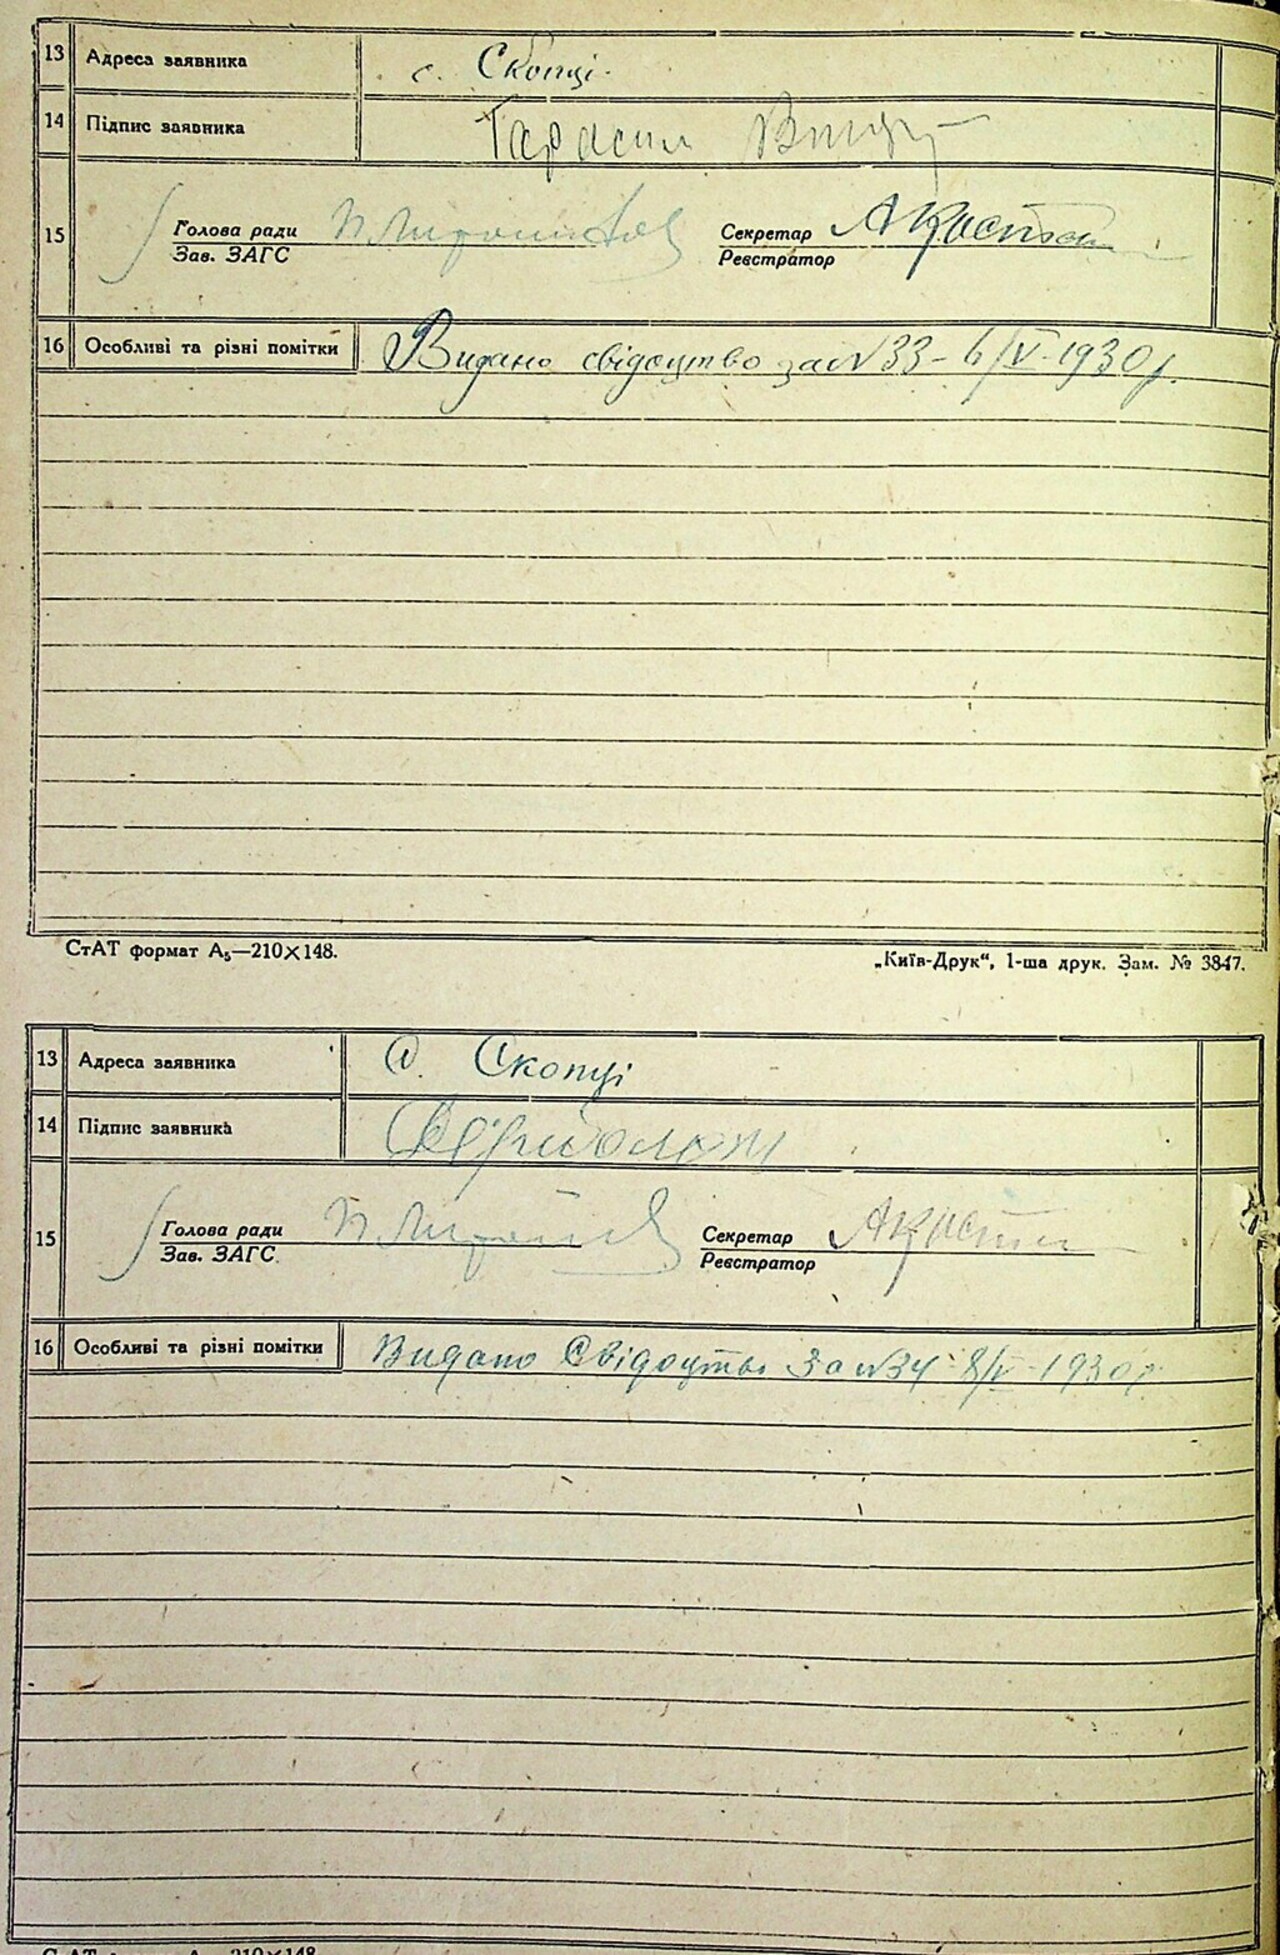 13 Адреса заявника с. Скопці.
14 Підпис заявника Тарасил
15 Голова ради Секретар
Зав. ЗАГС Реєстратор
16 Особливі та різні помітки Видано свідоцтво за N 33 – 6/V - 1930 р.
СтАТ формат А₅—210×148. „Київ-Друк“, 1-ша друк. Зам. № 3847.
13 Адреса заявника с. Скопці
14 Підпис заявника
15 Голова ради Секретар
Зав. ЗАГС. Реєстратор
16 Особливі та різні помітки Видано Свідоцтво за N 34 8/V - 1930 р.